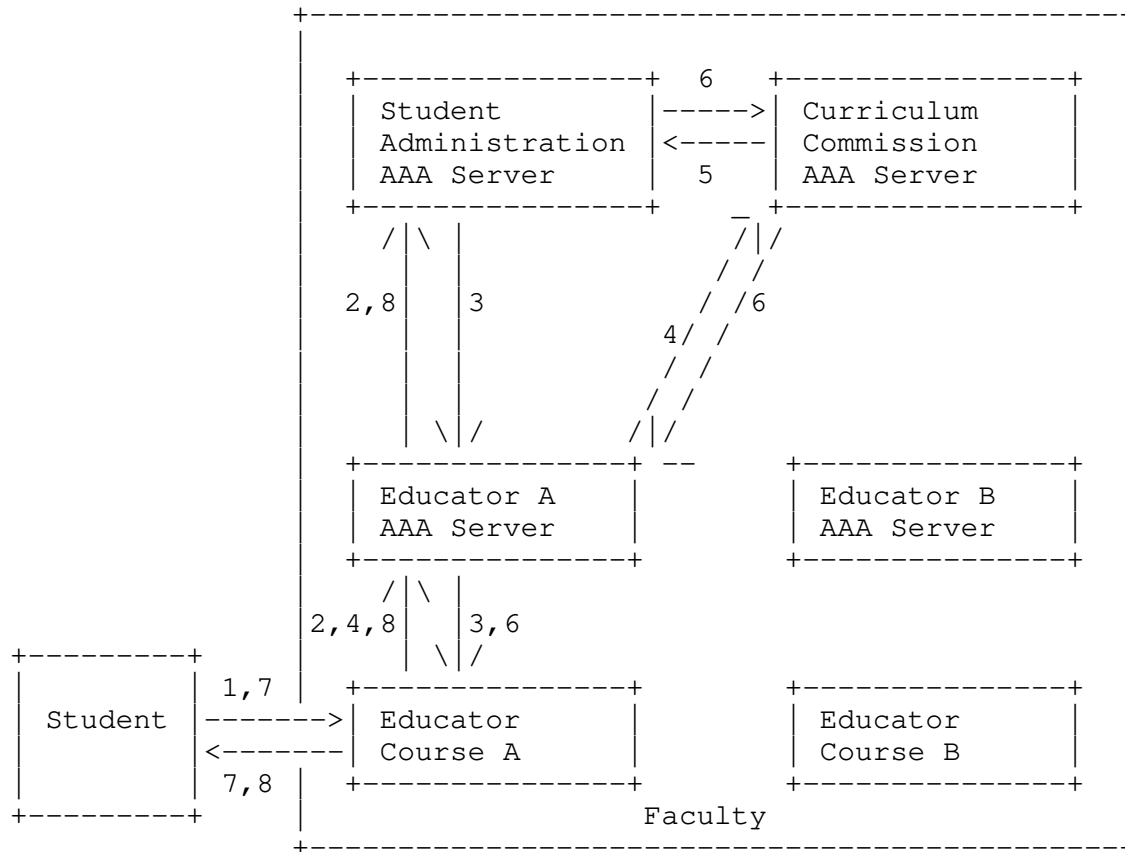 6
Student Curriculum
Administration Commission
AAA Server 5 AAA Server
2,8 3 6
4
Educator A Educator B
AAA Server AAA Server
2,4,8 3,6
1,7
Student Educator Educator
Course A Course B
7,8
Faculty